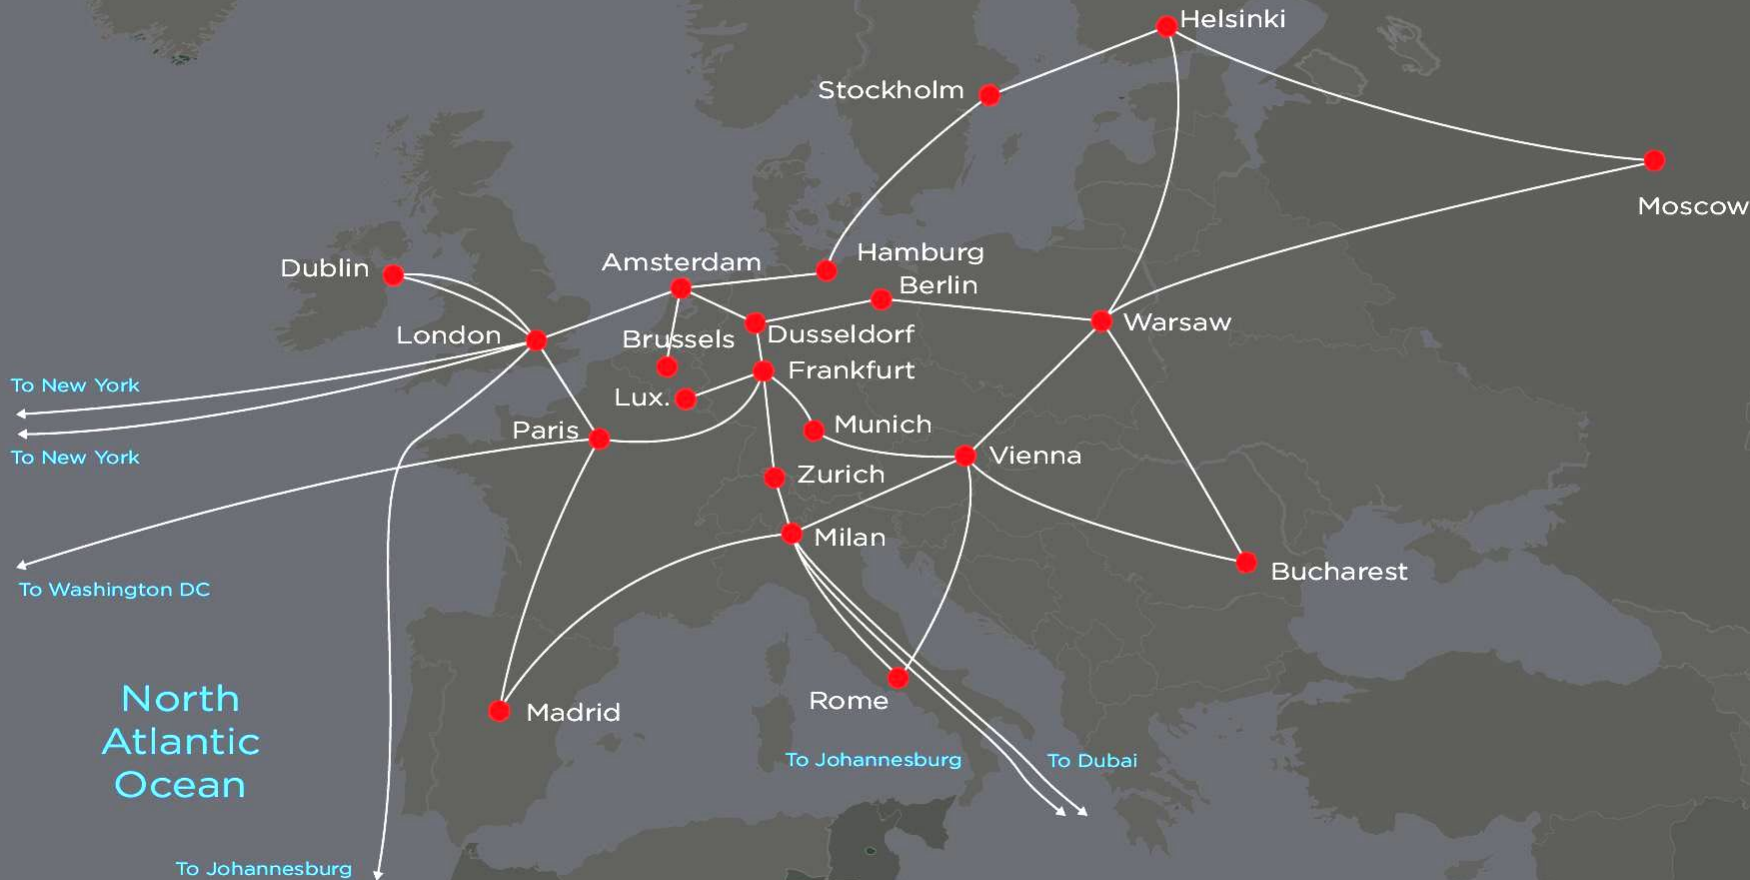 Helsinki
Stockholm
Moscow
Hamburg
Dublin
Amsterdam
Berlin
London
Brussels
Dusseldorf
Warsaw
To New York
Frankfurt
Lux.
Munich
Paris
To New York
Vienna
Zurich
Milan
Bucharest
To Washington DC
North
Atlantic
Ocean
Madrid
Rome
To Johannesburg
To Dubai
To Johannesburg